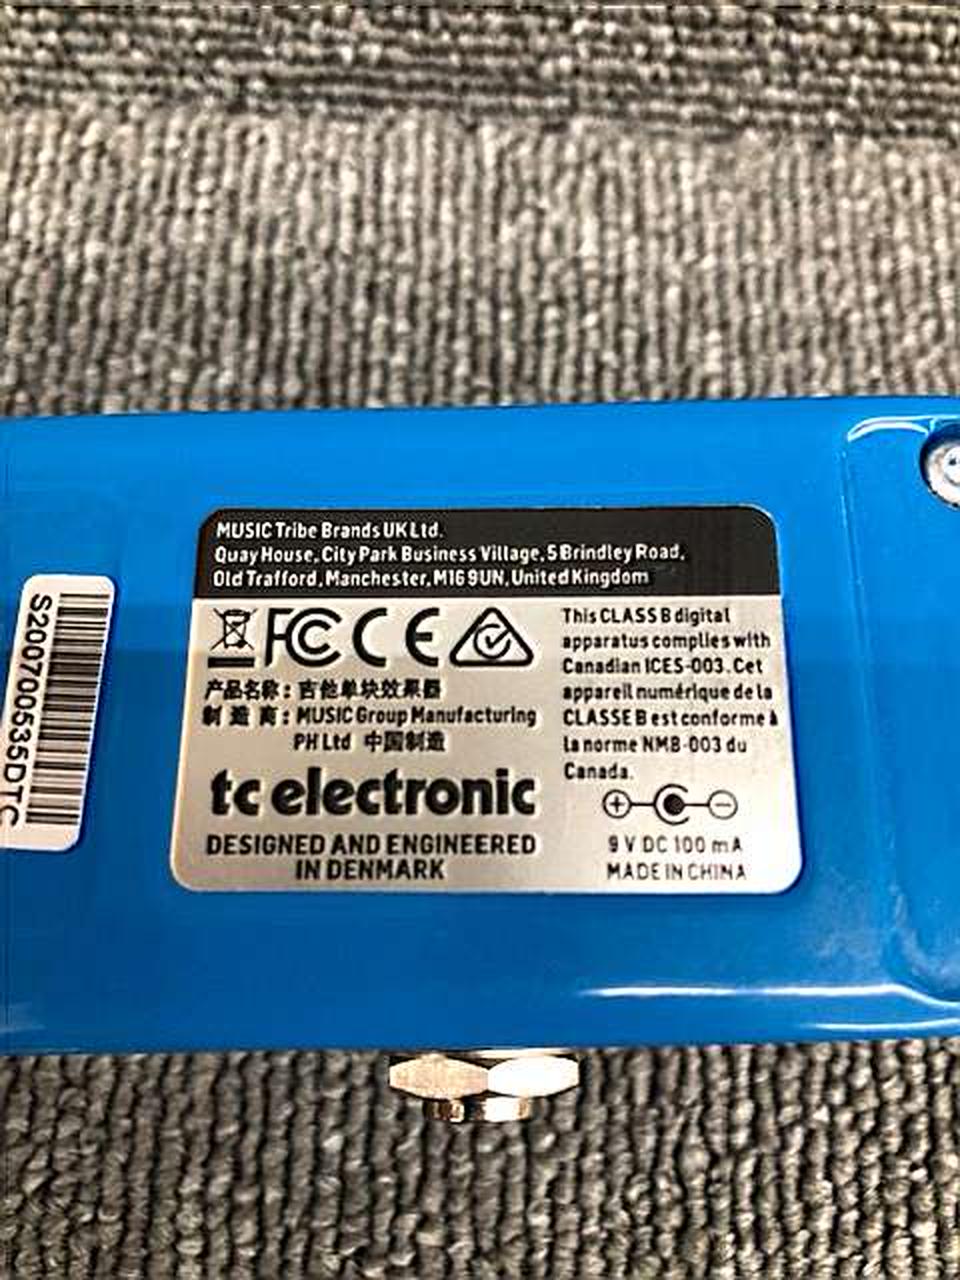 MUSIC Tribe Brands UK Ltd.
Quay House, City Park Business Village, 5 Brindley Road,
Old Trafford, Manchester, M16 9UN, United Kingdom
FC CE
产品名称：吉他单块效果器
制 造 商：MUSIC Group Manufacturing
PH Ltd 中国制造
tc electronic
DESIGNED AND ENGINEERED
IN DENMARK
This CLASS B digital
apparatus complies with
Canadian ICES-003. Cet
appareil numérique de la
CLASSE B est conforme à
la norme NMB-003 du
Canada.
9 V DC 100 mA
MADE IN CHINA
S200700535DTC